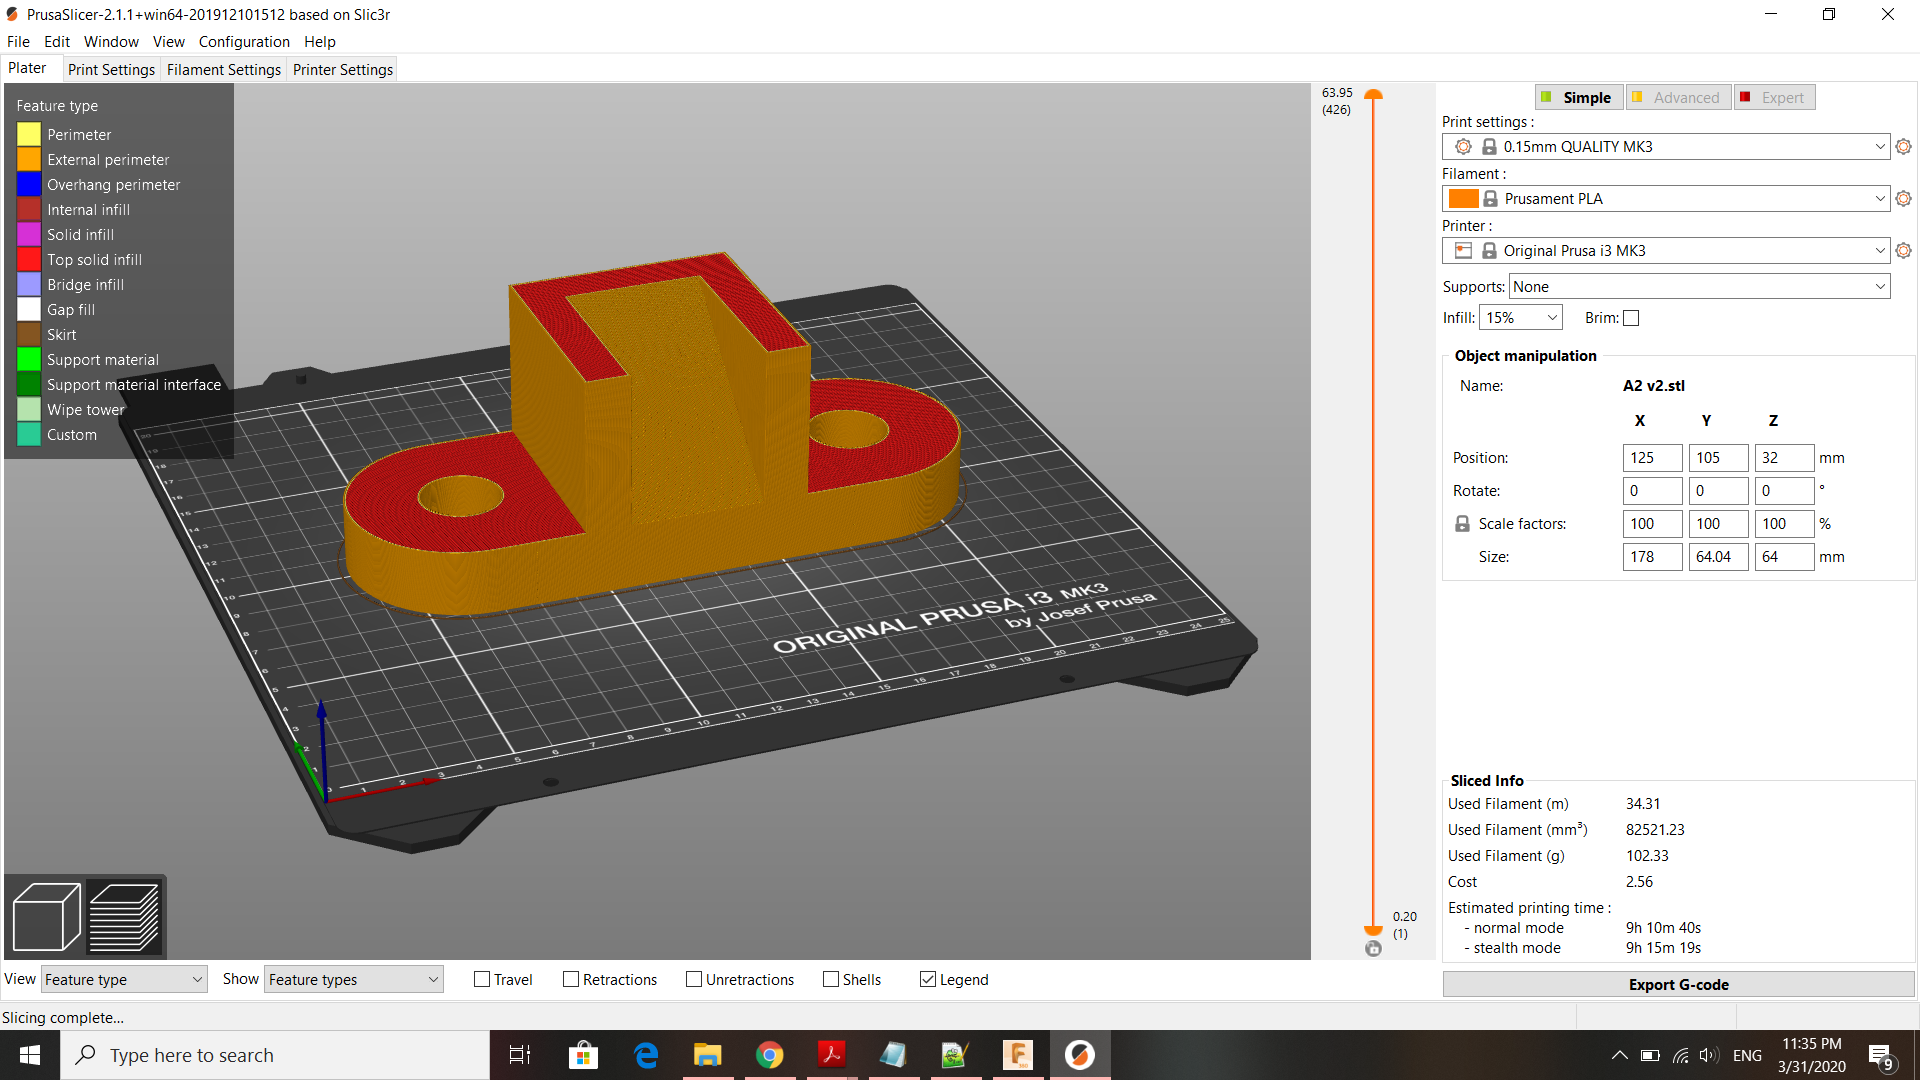 PrusaSlicer-2.1.1+win64-201912101512 based on Slic3r
File Edit Window View Configuration Help
Plater Print Settings Filament Settings Printer Settings
Feature type
Perimeter
External perimeter
Overhang perimeter
Internal infill
Solid infill
Top solid infill
Bridge infill
Gap fill
Skirt
Support material
Support material interface
Wipe tower
Custom
ORIGINAL PRUSA i3 MK3
by Josef Prusa
63.95
(426)
0.20
(1)
Simple Advanced Expert
Print settings :
0.15mm QUALITY MK3
Filament :
Prusament PLA
Printer :
Original Prusa i3 MK3
Supports: None
Infill: 15% Brim:
Object manipulation
Name: A2 v2.stl
X Y Z
Position: 125 105 32 mm
Rotate: 0 0 0 °
Scale factors: 100 100 100 %
Size: 178 64.04 64 mm
Sliced Info
Used Filament (m) 34.31
Used Filament (mm³) 82521.23
Used Filament (g) 102.33
Cost 2.56
Estimated printing time :
- normal mode 9h 10m 40s
- stealth mode 9h 15m 19s
Export G-code
View Feature type Show Feature types Travel Retractions Unretractions Shells Legend
Slicing complete...
Type here to search
ENG
11:35 PM
3/31/2020
9